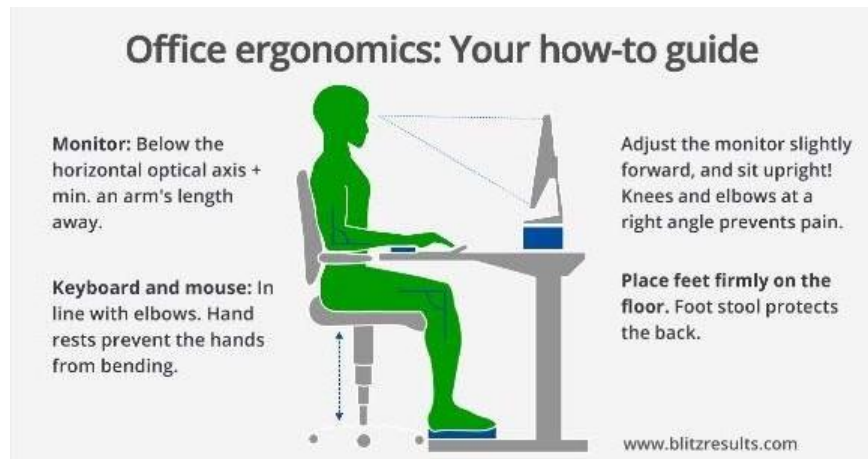 Office ergonomics: Your how-to guide
Monitor: Below the
horizontal optical axis +
min. an arm's length
away.
Keyboard and mouse: In
line with elbows. Hand
rests prevent the hands
from bending.
Adjust the monitor slightly
forward, and sit upright!
Knees and elbows at a
right angle prevents pain.
Place feet firmly on the
floor. Foot stool protects
the back.
www.blitzresults.com